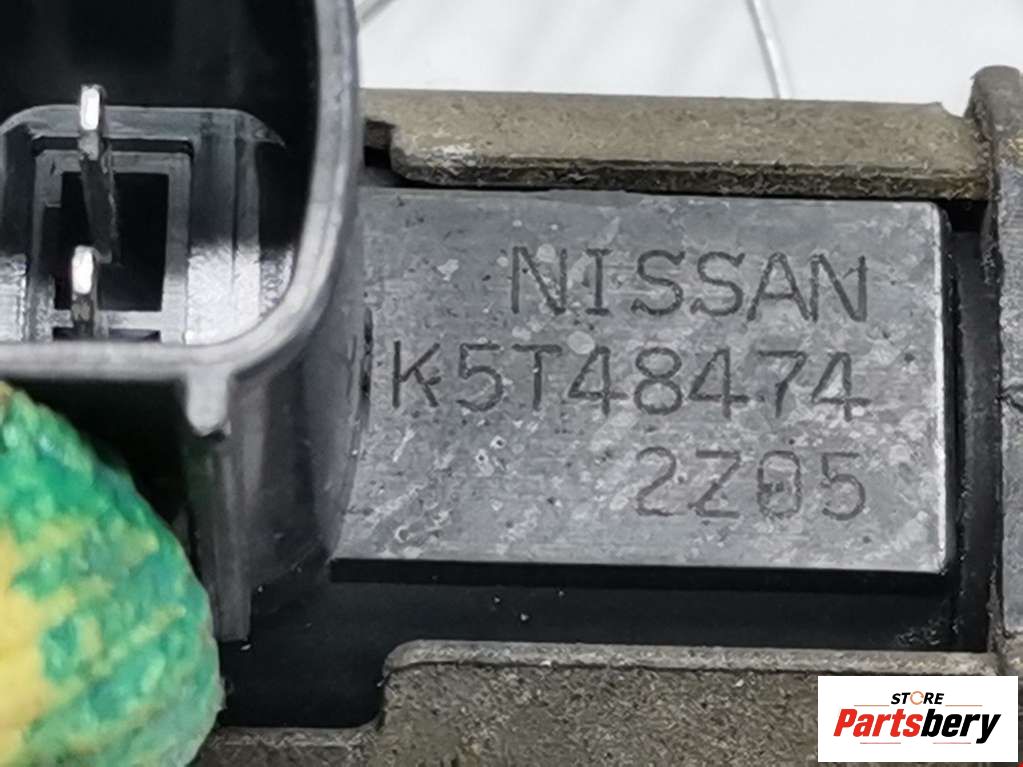 NISSAN
K5T48474
2Z05
STORE
Partsbery